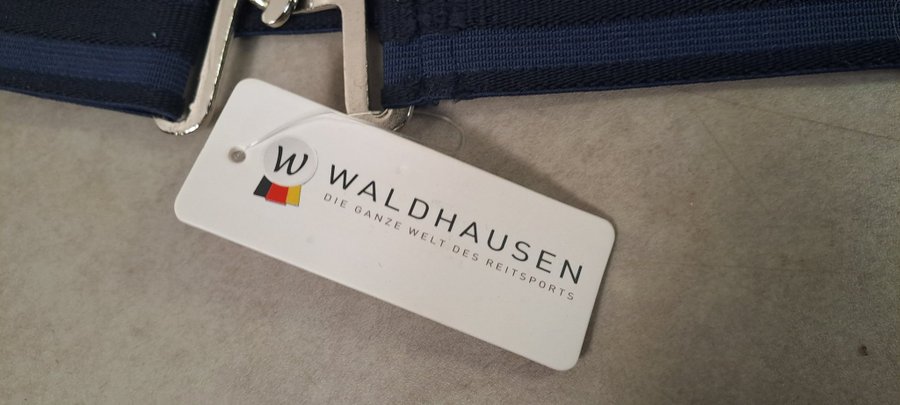 W
WALDHAUSEN
DIE GANZE WELT DES REITSPORTS